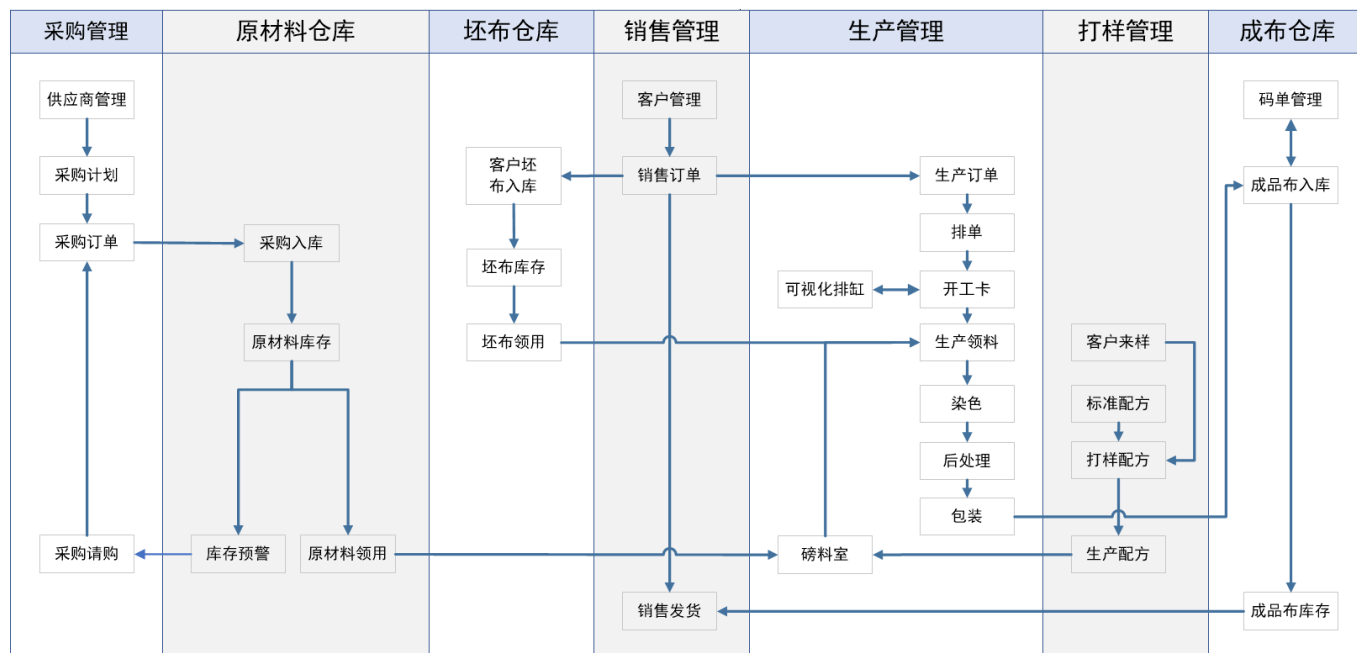 采购管理
原材料仓库
坯布仓库
销售管理
生产管理
打样管理
成布仓库
供应商管理
客户管理
码单管理
采购计划
客户坯
布入库
销售订单
生产订单
成品布入库
采购订单
采购入库
排单
坯布库存
可视化排缸
开工卡
原材料库存
坯布领用
生产领料
客户来样
染色
标准配方
后处理
打样配方
包装
采购请购
库存预警
原材料领用
磅料室
生产配方
销售发货
成品布库存